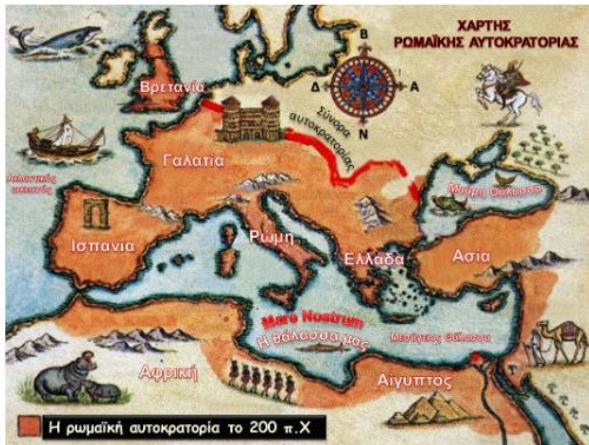 ΧΑΡΤΗΣ
ΡΩΜΑΪΚΗΣ ΑΥΤΟΚΡΑΤΟΡΙΑΣ
Β
Δ
Α
Ν
Βρετανία
Σύνορα
αυτοκρατορίας
Γαλατία
Ατλαντικός
ωκεανός
Μαύρη Θάλασσα
Ισπανία
Ρώμη
Ελλάδα
Ασία
Mare Nostrum
Η θάλασσα μας
Μεσόγειος Θάλασσα
Αφρική
Αίγυπτος
Η ρωμαϊκή αυτοκρατορία το 200 π.Χ